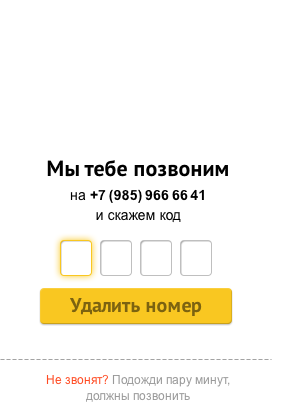 Мы тебе позвоним
на +7 (985) 966 66 41
и скажем код
Удалить номер
Не звонят? Подожди пару минут,
должны позвонить